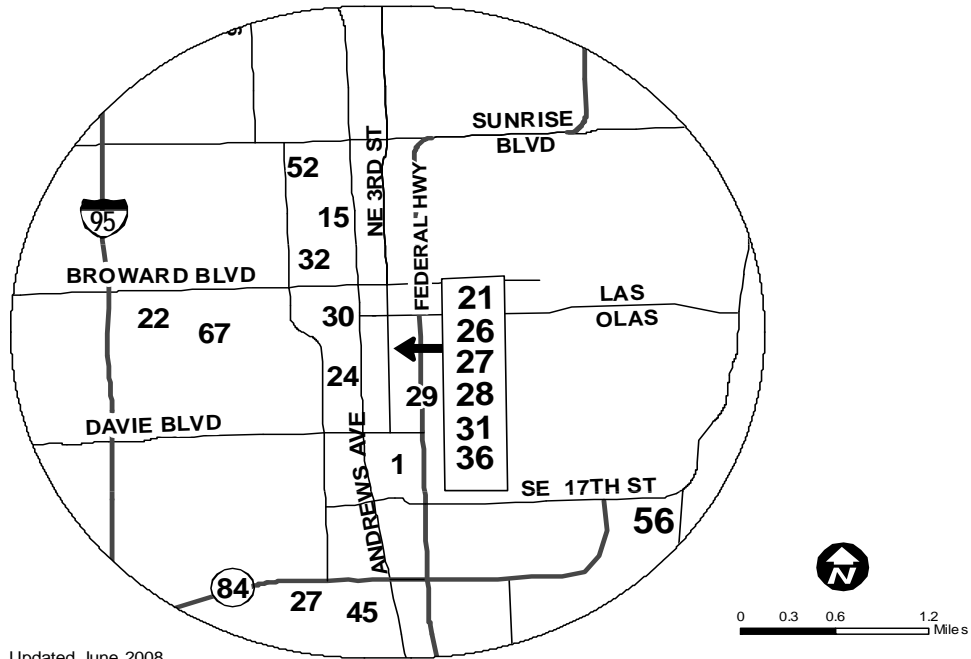 SUNRISE
BLVD
52
NE 3RD ST
15
FEDERAL HWY
95
32
BROWARD BLVD
21
LAS
OLAS
22
67
30
26
27
24
29
28
31
36
DAVIE BLVD
ANDREWS AVE
1
SE 17TH ST
56
84
27
45
N
0 0.3 0.6 1.2
Miles
Updated June 2008